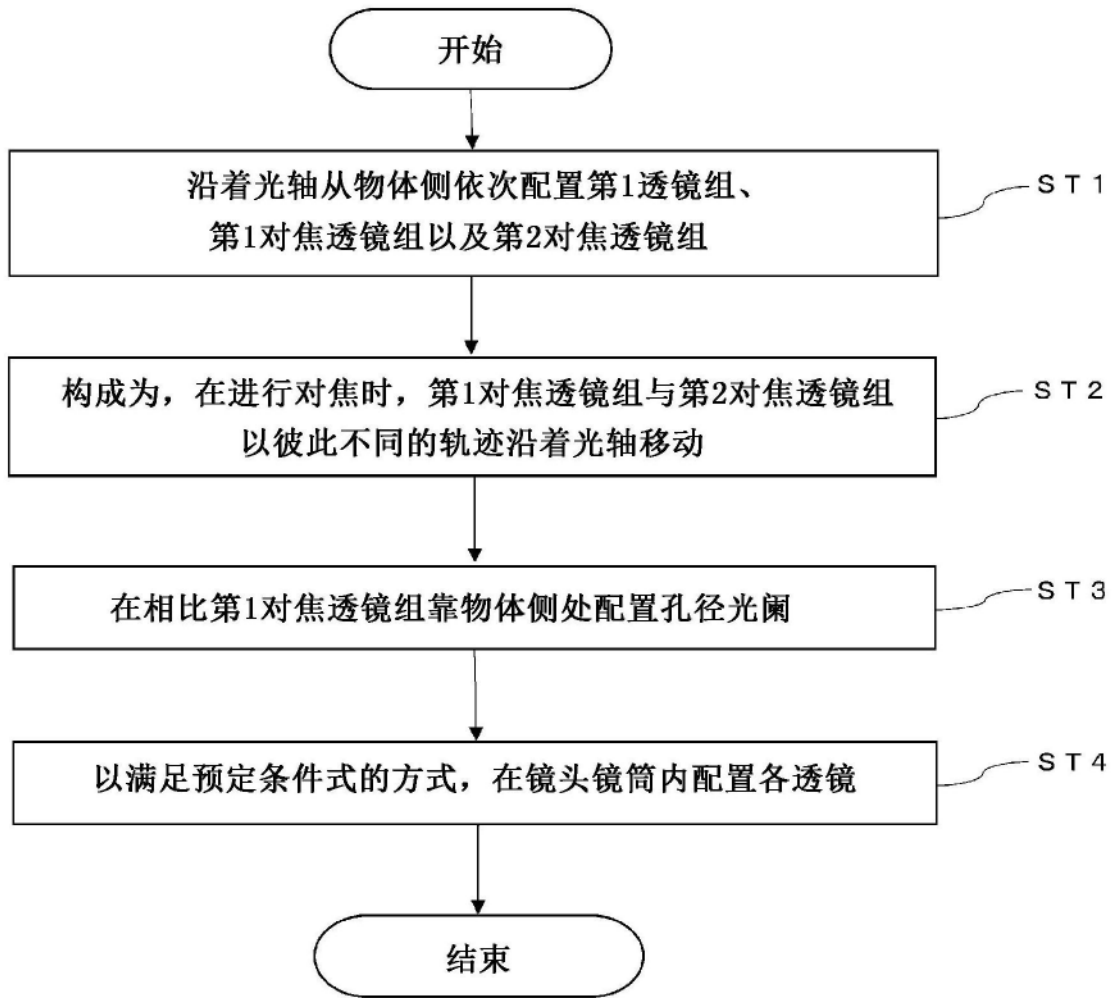 开始
沿着光轴从物体侧依次配置第1透镜组、
第1对焦透镜组以及第2对焦透镜组
ST1
构成为，在进行对焦时，第1对焦透镜组与第2对焦透镜组
以彼此不同的轨迹沿着光轴移动
ST2
在相比第1对焦透镜组靠物体侧处配置孔径光阑
ST3
以满足预定条件式的方式，在镜头镜筒内配置各透镜
ST4
结束